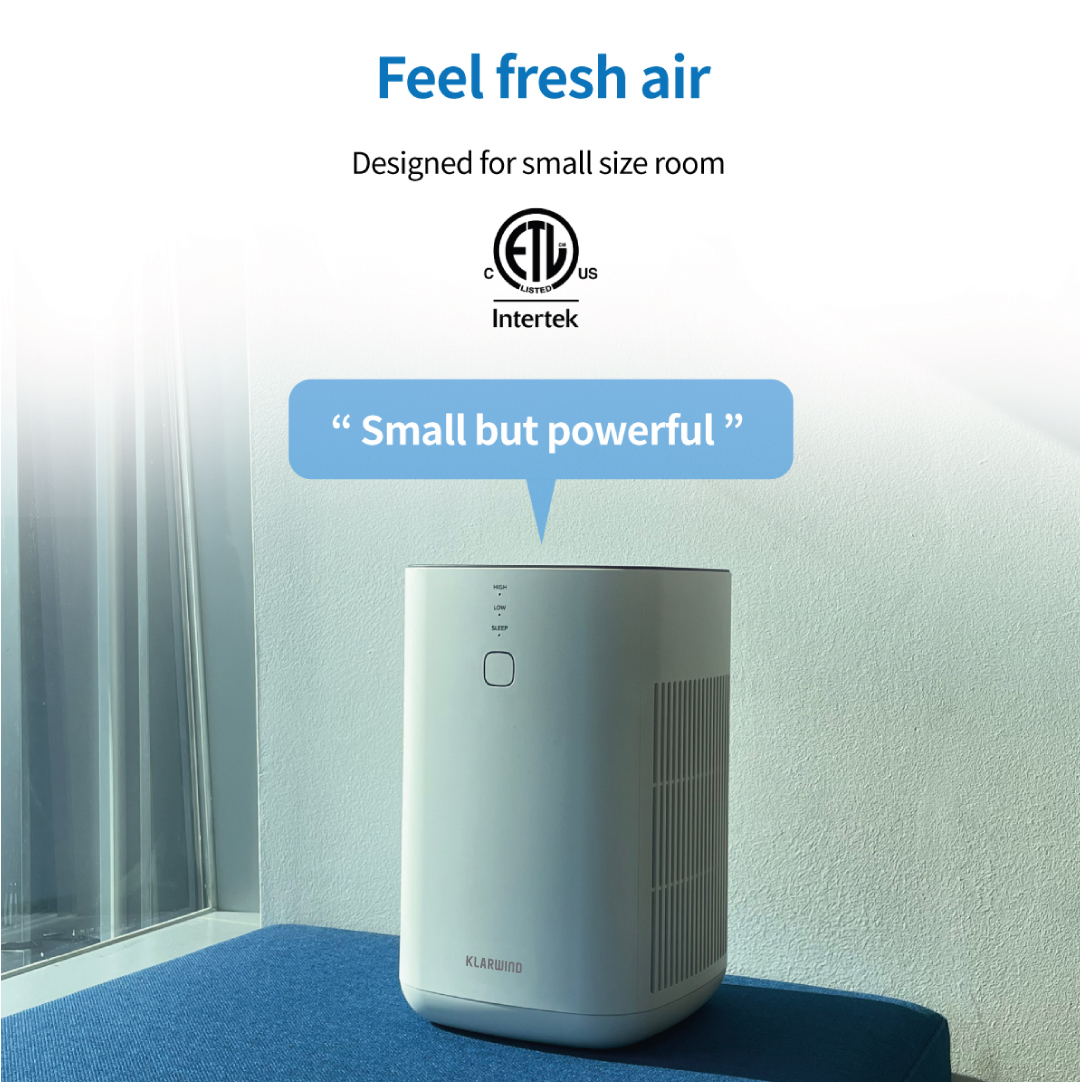 Feel fresh air
Designed for small size room
ETL
CM
C US
LISTED
Intertek
“ Small but powerful ”
HIGH
LOW
SLEEP
KLARWIND